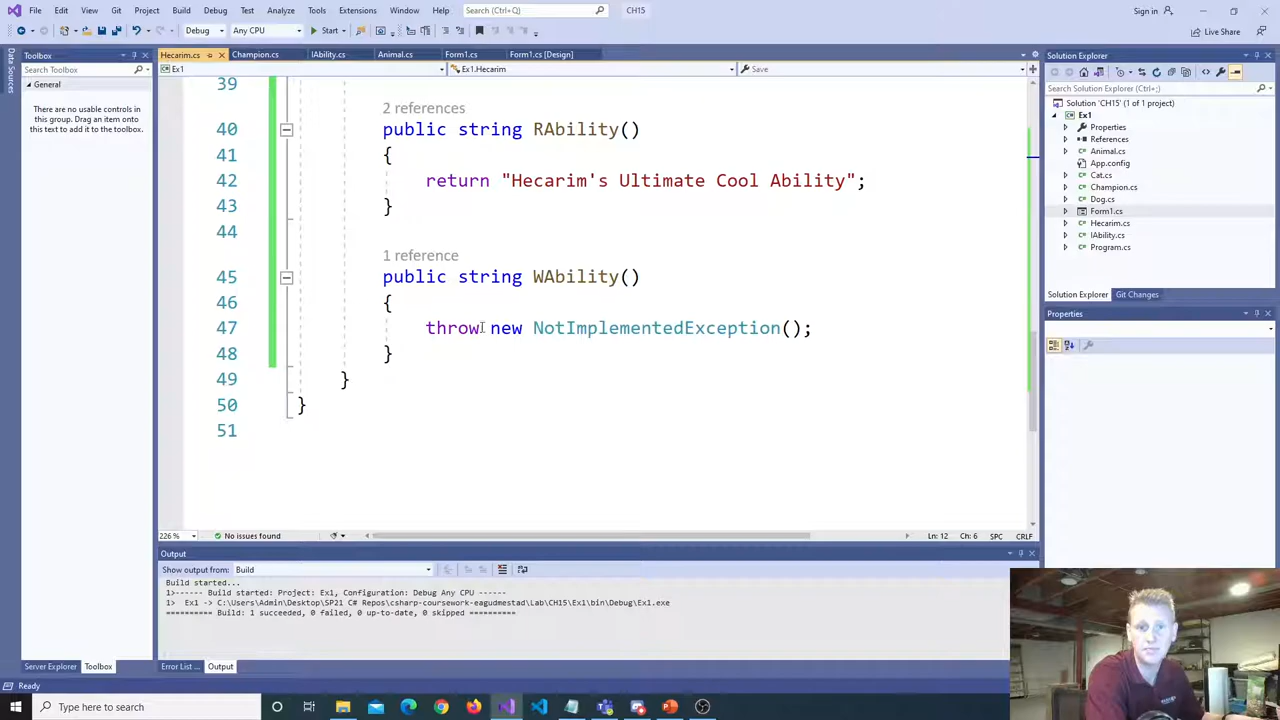 File Edit View Git Project Build Debug Test Analyze Tools Extensions Window Help Search (Ctrl+Q) CH15 Sign in
Debug Any CPU Start Live Share
Data Sources
Toolbox
Search Toolbox
General
There are no usable controls in this group. Drag an item onto this text to add it to the toolbox.
Hecarim.cs Champion.cs IAbility.cs Animal.cs Form1.cs Form1.cs [Design]
Ex1 Ex1.Hecarim Save
39
2 references
40 public string RAbility()
41 {
42 return "Hecarim's Ultimate Cool Ability";
43 }
44
1 reference
45 public string WAbility()
46 {
47 throw new NotImplementedException();
48 }
49 }
50 }
51
226 % No issues found Ln: 12 Ch: 6 SPC CRLF
Output
Show output from: Build
Build started...
1>------ Build started: Project: Ex1, Configuration: Debug Any CPU ------
1> Ex1 -> C:\Users\Admin\Desktop\SP21 C# Repos\csharp-coursework-eagudmestad\Lab\CH15\Ex1\bin\Debug\Ex1.exe
========== Build: 1 succeeded, 0 failed, 0 up-to-date, 0 skipped ==========
Server Explorer Toolbox
Error List ... Output
Solution Explorer
Search Solution Explorer (Ctrl+;)
Solution 'CH15' (1 of 1 project)
Ex1
Properties
References
Animal.cs
App.config
Cat.cs
Champion.cs
Dog.cs
Form1.cs
Hecarim.cs
IAbility.cs
Program.cs
Solution Explorer Git Changes
Properties
Ready
Type here to search